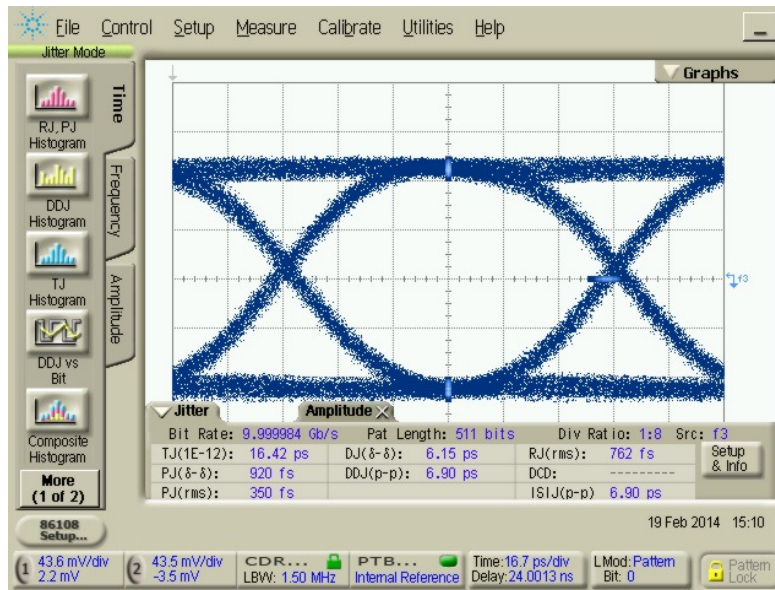 File Control Setup Measure Calibrate Utilities Help
Jitter Mode
Graphs
Time
Frequency
Amplitude
RJ, PJ
Histogram
DDJ
Histogram
TJ
Histogram
DDJ vs
Bit
Composite
Histogram
More
(1 of 2)
f3
Jitter Amplitude
Bit Rate: 9.999984 Gb/s Pat Length: 511 bits Div Ratio: 1:8 Src: f3
TJ(1E-12): 16.42 ps DJ(δ-δ): 6.15 ps RJ(rms): 762 fs
PJ(δ-δ): 920 fs DDJ(p-p): 6.90 ps DCD: ---------
PJ(rms): 350 fs ISIJ(p-p) 6.90 ps
Setup
& Info
19 Feb 2014 15:10
86108
Setup...
1 43.6 mV/div
2.2 mV
2 43.5 mV/div
-3.5 mV
CDR...
LBW: 1.50 MHz
PTB...
Internal Reference
Time:16.7 ps/div
Delay:24.0013 ns
LMod: Pattern
Bit: 0
Pattern
Lock